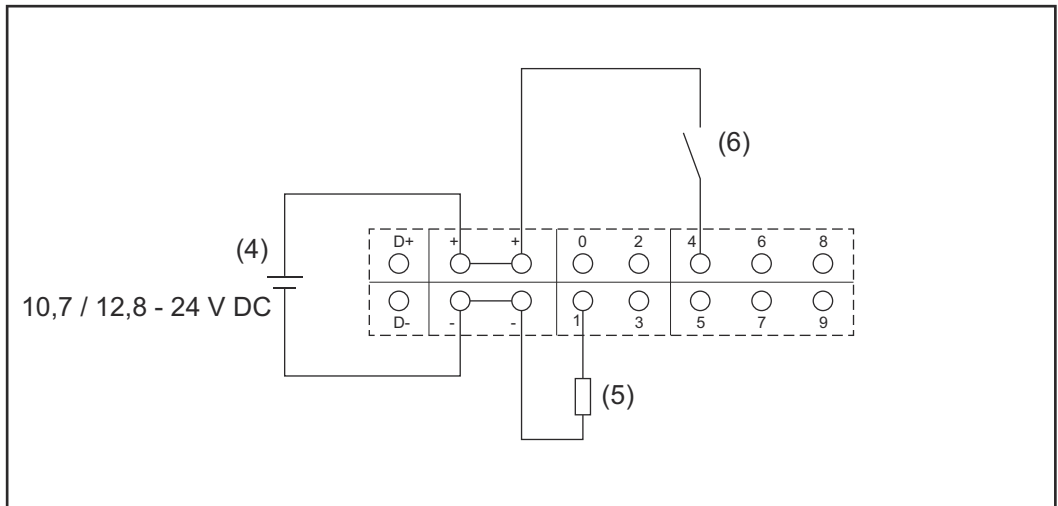 (6)
(4)
10,7 / 12,8 - 24 V DC
D+ + + 0 2 4 6 8
D- - - 1 3 5 7 9
(5)